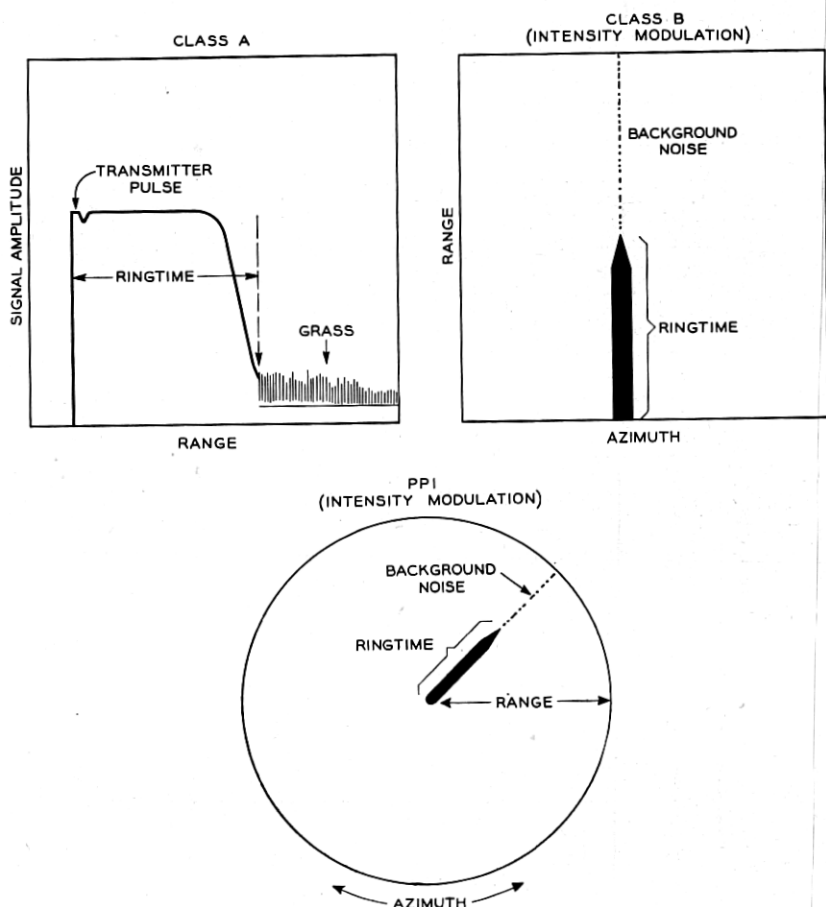 CLASS A
SIGNAL AMPLITUDE
TRANSMITTER
PULSE
RINGTIME
GRASS
RANGE
CLASS B
(INTENSITY MODULATION)
RANGE
BACKGROUND
NOISE
RINGTIME
AZIMUTH
PPI
(INTENSITY MODULATION)
BACKGROUND
NOISE
RINGTIME
RANGE
AZIMUTH